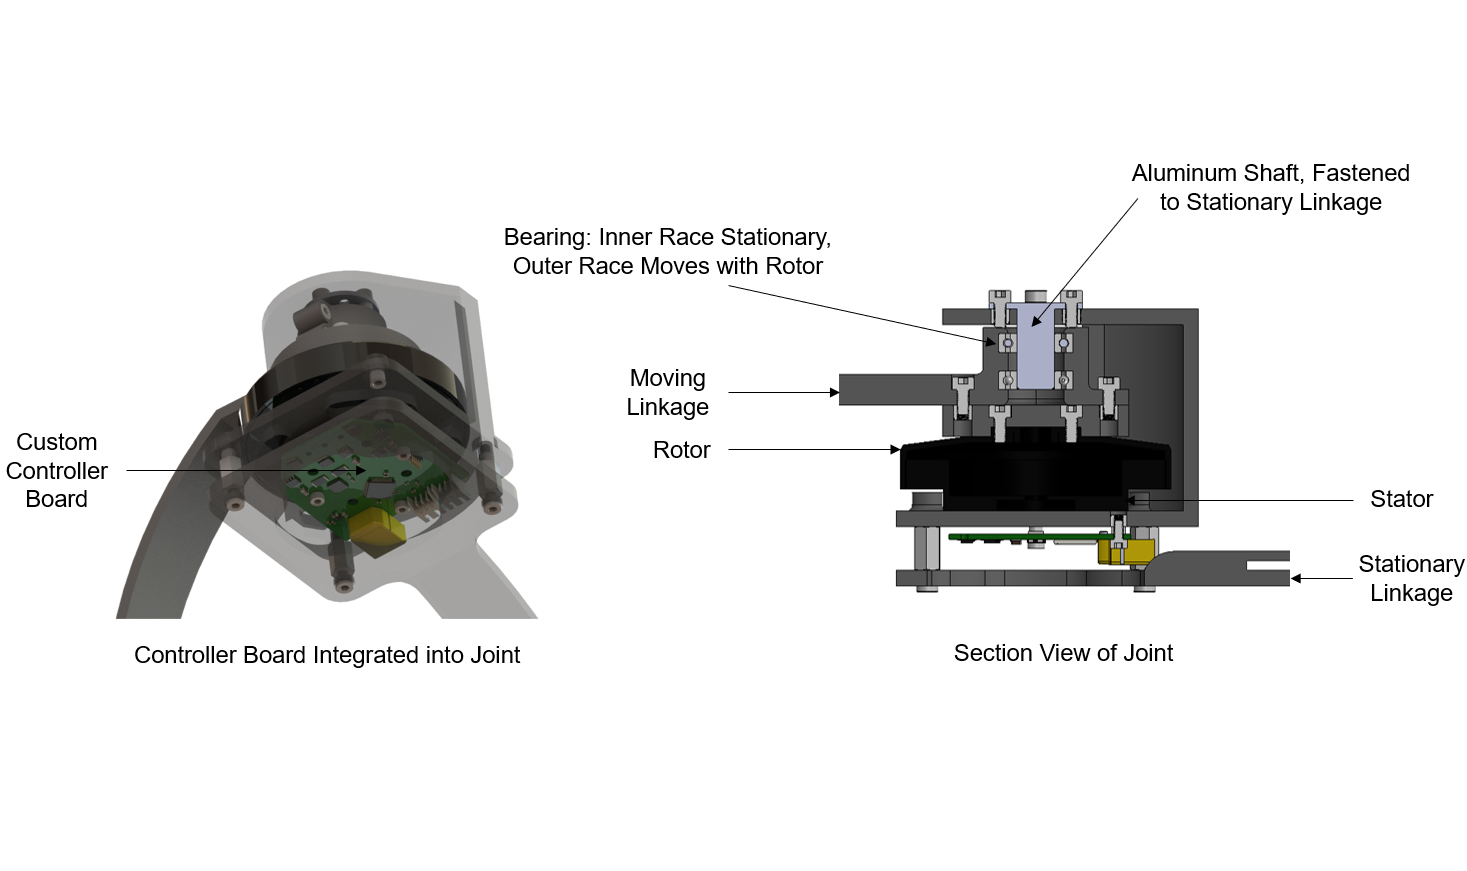 Aluminum Shaft, Fastened
to Stationary Linkage
Bearing: Inner Race Stationary,
Outer Race Moves with Rotor
Moving
Linkage
Rotor
Custom
Controller
Board
Stator
Stationary
Linkage
Controller Board Integrated into Joint
Section View of Joint